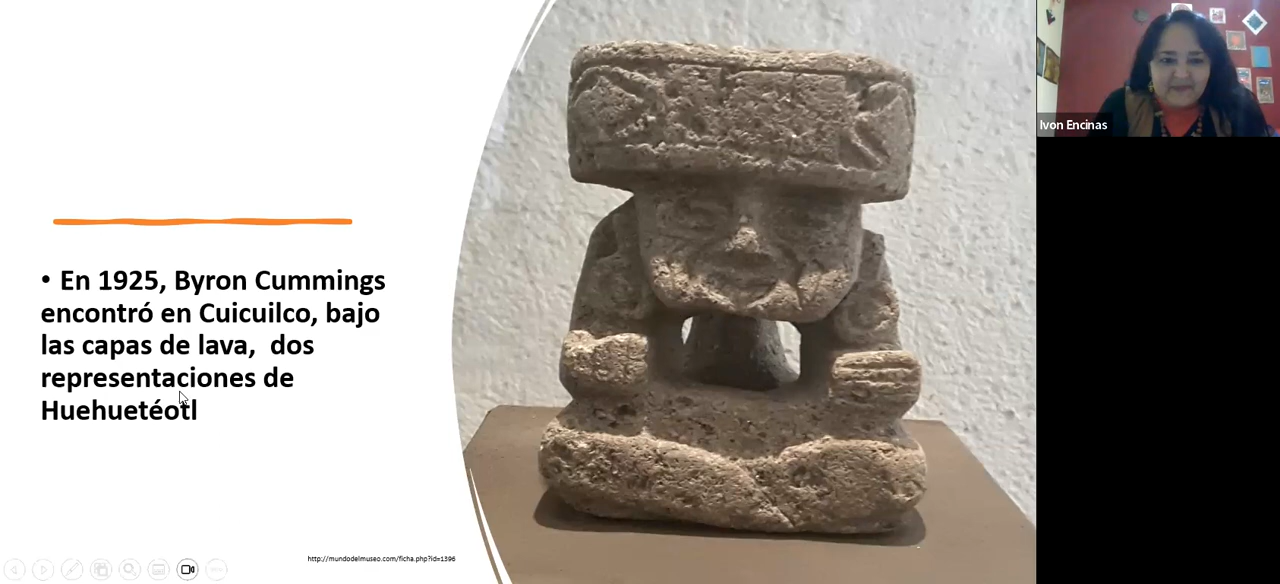 • En 1925, Byron Cummings
encontró en Cuicuilco, bajo
las capas de lava, dos
representaciones de
Huehuetéotl
http://mundodelmuseo.com/ficha.php?id=1396
Ivon Encinas